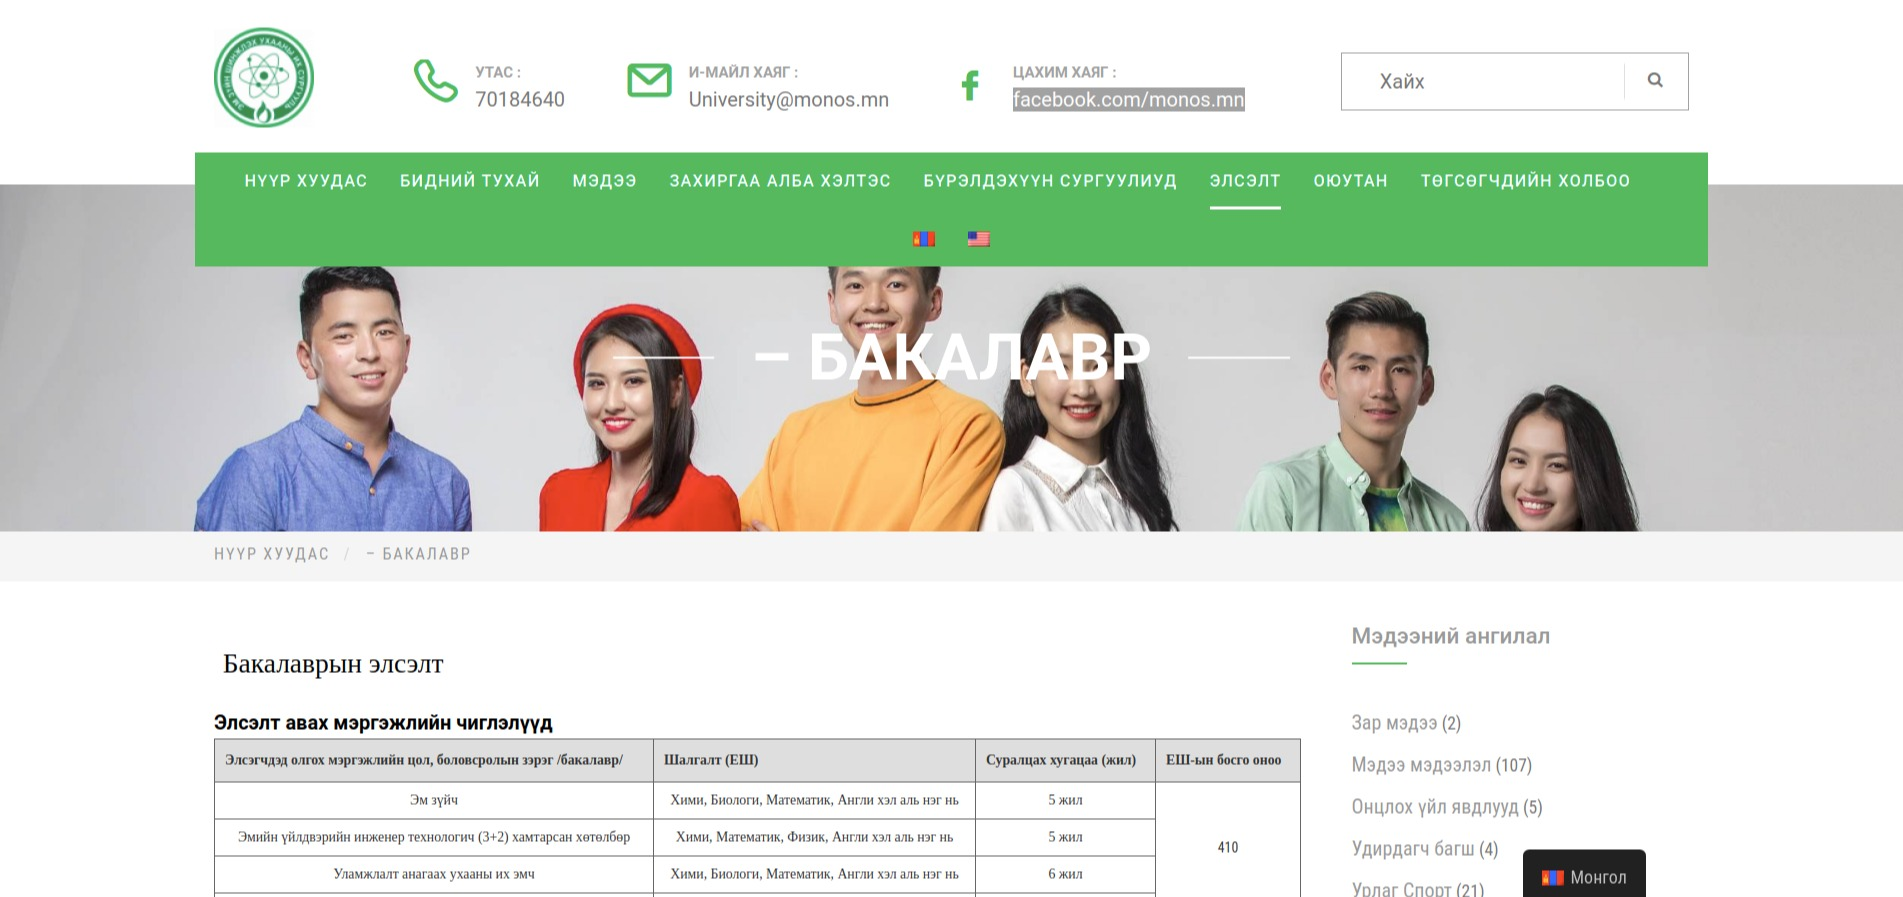 ЭМ ЗҮЙН ШИНЖЛЭХ УХААНЫ ИХ СУРГУУЛЬ
УТАС :
70184640
И-МАЙЛ ХАЯГ :
University@monos.mn
ЦАХИМ ХАЯГ :
facebook.com/monos.mn
Хайх
НҮҮР ХУУДАС БИДНИЙ ТУХАЙ МЭДЭЭ ЗАХИРГАА АЛБА ХЭЛТЭС БҮРЭЛДЭХҮҮН СУРГУУЛИУД ЭЛСЭЛТ ОЮУТАН ТӨГСӨГЧДИЙН ХОЛБОО
– БАКАЛАВР
НҮҮР ХУУДАС / – БАКАЛАВР
Бакалаврын элсэлт
Элсэлт авах мэргэжлийн чиглэлүүд
Элсэгчдэд олгох мэргэжлийн цол, боловсролын зэрэг /бакалавр/ Шалгалт (ЕШ) Суралцах хугацаа (жил) ЕШ-ын босго оноо
Эм зүйч Хими, Биологи, Математик, Англи хэл аль нэг нь 5 жил
Эмийн үйлдвэрийн инженер технологич (3+2) хамтарсан хөтөлбөр Хими, Математик, Физик, Англи хэл аль нэг нь 5 жил
410
Уламжлалт анагаах ухааны их эмч Хими, Биологи, Математик, Англи хэл аль нэг нь 6 жил
Мэдээний ангилал
Зар мэдээ (2)
Мэдээ мэдээлэл (107)
Онцлох үйл явдлууд (5)
Удирдагч багш (4)
Урлаг Спорт (21)
Монгол